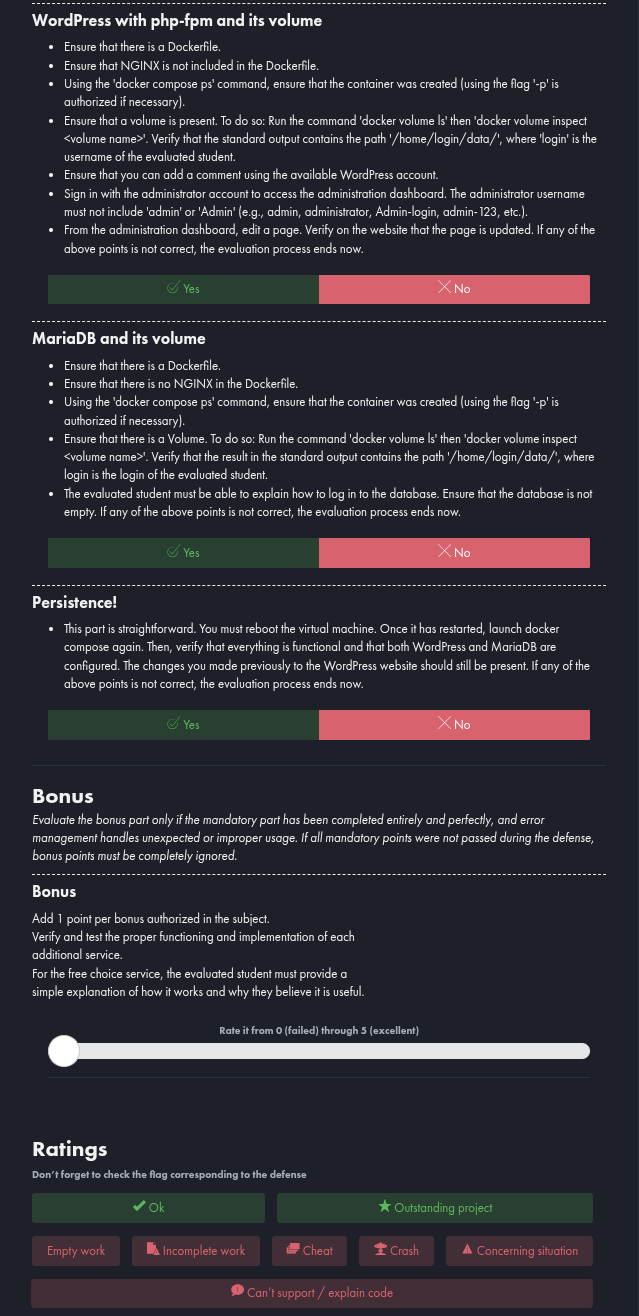 WordPress with php-fpm and its volume
• Ensure that there is a Dockerfile.
• Ensure that NGINX is not included in the Dockerfile.
• Using the 'docker compose ps' command, ensure that the container was created (using the flag '-p' is
authorized if necessary).
• Ensure that a volume is present. To do so: Run the command 'docker volume ls' then 'docker volume inspect
<volume name>'. Verify that the standard output contains the path '/home/login/data/', where 'login' is the
username of the evaluated student.
• Ensure that you can add a comment using the available WordPress account.
• Sign in with the administrator account to access the administration dashboard. The administrator username
must not include 'admin' or 'Admin' (e.g., admin, administrator, Admin-login, admin-123, etc.).
• From the administration dashboard, edit a page. Verify on the website that the page is updated. If any of the
above points is not correct, the evaluation process ends now.
Yes No
MariaDB and its volume
• Ensure that there is a Dockerfile.
• Ensure that there is no NGINX in the Dockerfile.
• Using the 'docker compose ps' command, ensure that the container was created (using the flag '-p' is
authorized if necessary).
• Ensure that there is a Volume. To do so: Run the command 'docker volume ls' then 'docker volume inspect
<volume name>'. Verify that the result in the standard output contains the path '/home/login/data/', where
login is the login of the evaluated student.
• The evaluated student must be able to explain how to log in to the database. Ensure that the database is not
empty. If any of the above points is not correct, the evaluation process ends now.
Yes No
Persistence!
• This part is straightforward. You must reboot the virtual machine. Once it has restarted, launch docker
compose again. Then, verify that everything is functional and that both WordPress and MariaDB are
configured. The changes you made previously to the WordPress website should still be present. If any of the
above points is not correct, the evaluation process ends now.
Yes No
Bonus
Evaluate the bonus part only if the mandatory part has been completed entirely and perfectly, and error
management handles unexpected or improper usage. If all mandatory points were not passed during the defense,
bonus points must be completely ignored.
Bonus
Add 1 point per bonus authorized in the subject.
Verify and test the proper functioning and implementation of each
additional service.
For the free choice service, the evaluated student must provide a
simple explanation of how it works and why they believe it is useful.
Rate it from 0 (failed) through 5 (excellent)
Ratings
Don't forget to check the flag corresponding to the defense
Ok Outstanding project
Empty work Incomplete work Cheat Crash Concerning situation
Can't support / explain code